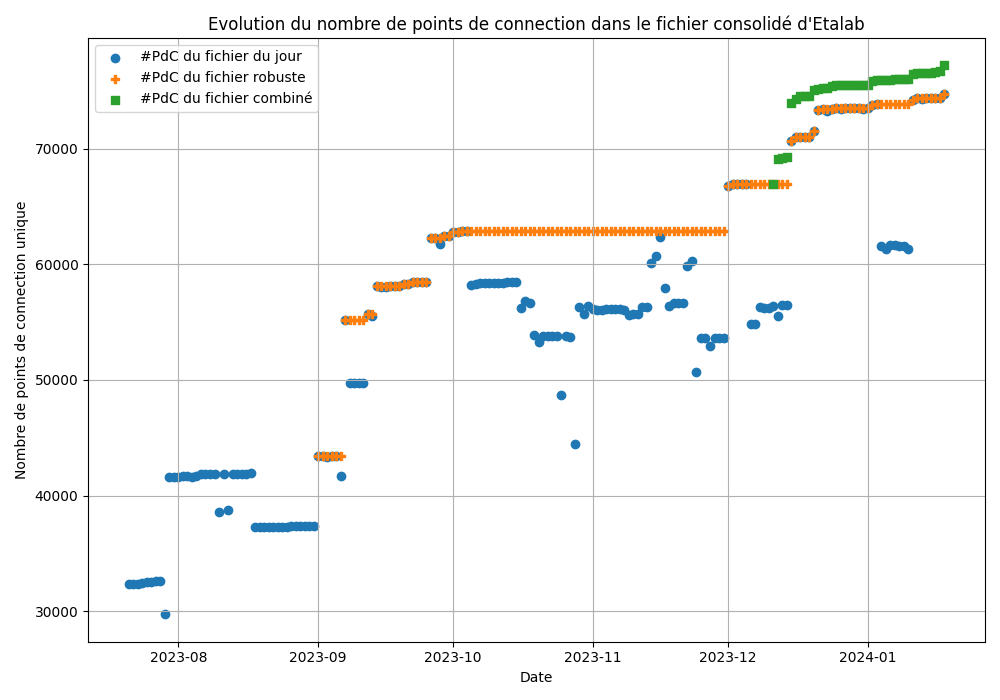 Evolution du nombre de points de connection dans le fichier consolidé d'Etalab
#PdC du fichier du jour
#PdC du fichier robuste
#PdC du fichier combiné
Nombre de points de connection unique
70000
60000
50000
40000
30000
2023-08
2023-09
2023-10
2023-11
2023-12
2024-01
Date